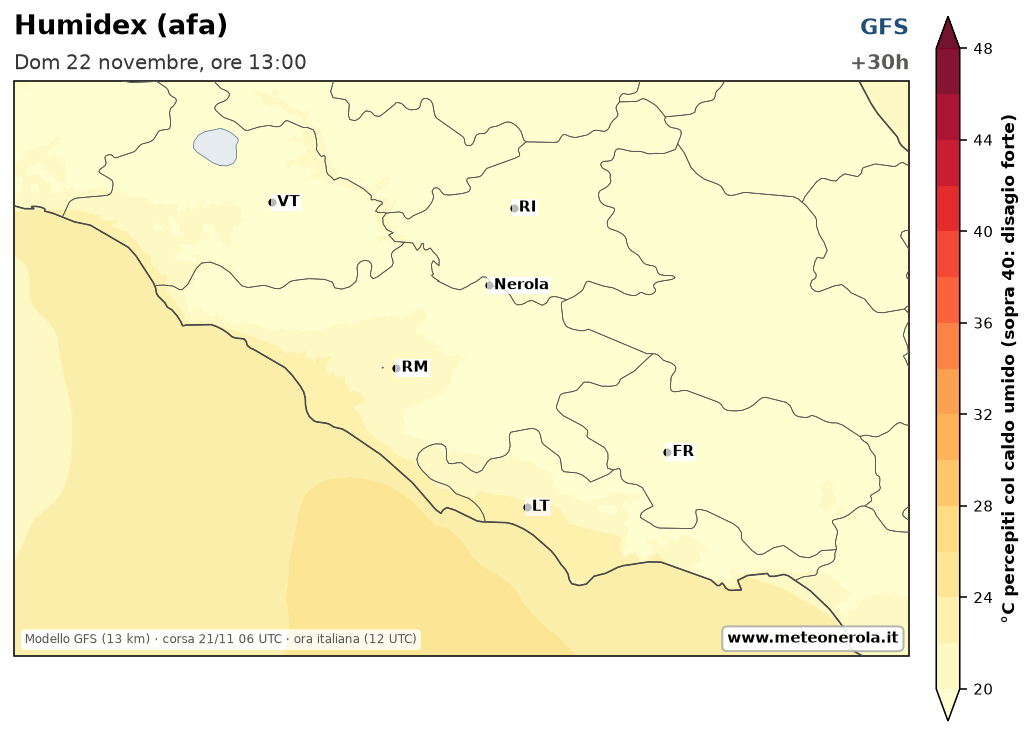 Humidex (afa)
GFS
Dom 22 novembre, ore 13:00
+30h
VT
RI
Nerola
RM
FR
LT
Modello GFS (13 km) · corsa 21/11 06 UTC · ora italiana (12 UTC)
www.meteonerola.it
48
44
40
36
32
28
24
20
°C percepiti col caldo umido (sopra 40: disagio forte)